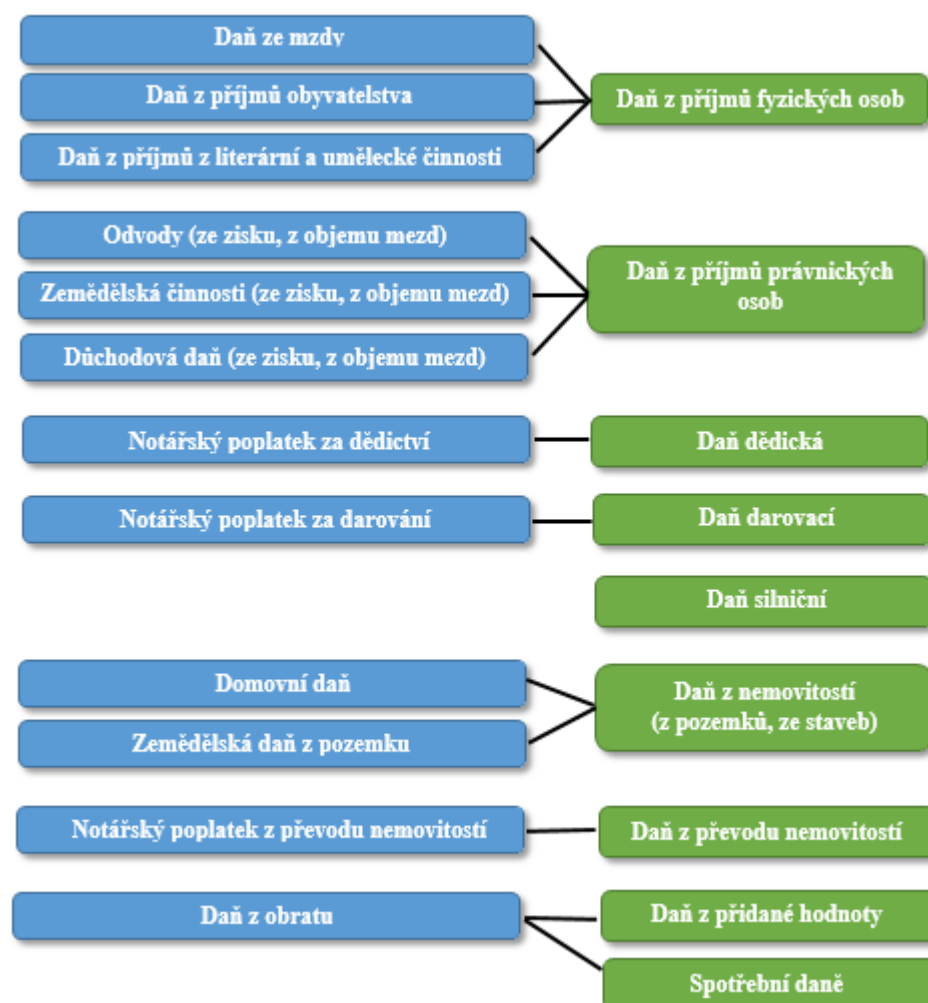 Daň ze mzdy
Daň z příjmů obyvatelstva
Daň z příjmů fyzických osob
Daň z příjmů z literární a umělecké činnosti
Odvody (ze zisku, z objemu mezd)
Daň z příjmů právnických
osob
Zemědělská činnosti (ze zisku, z objemu mezd)
Důchodová daň (ze zisku, z objemu mezd)
Notářský poplatek za dědictví
Daň dědická
Notářský poplatek za darování
Daň darovací
Daň silniční
Domovní daň
Daň z nemovitostí
(z pozemků, ze staveb)
Zemědělská daň z pozemku
Notářský poplatek z převodu nemovitostí
Daň z převodu nemovitostí
Daň z obratu
Daň z přidané hodnoty
Spotřební daně